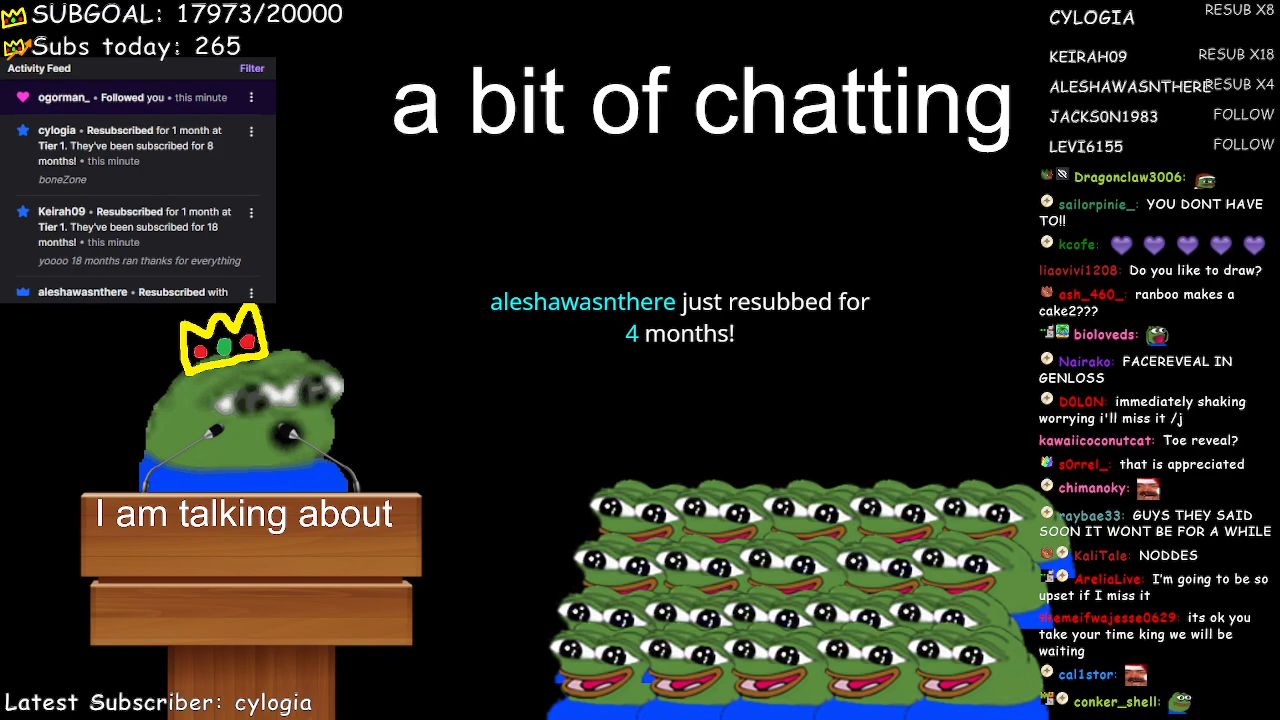 SUBGOAL: 17973/20000
Subs today: 265
Activity Feed
Filter
ogorman_ • Followed you • this minute
cylogia • Resubscribed for 1 month at
Tier 1. They've been subscribed for 8
months! • this minute
boneZone
Keirah09 • Resubscribed for 1 month at
Tier 1. They've been subscribed for 18
months! • this minute
yoooo 18 months ran thanks for everything
aleshawasnthere • Resubscribed with
a bit of chatting
aleshawasnthere just resubbed for
4 months!
I am talking about
Latest Subscriber: cylogia
CYLOGIA RESUB X8
KEIRAH09 RESUB X18
ALESHAWASNTHERE RESUB X4
JACKS0N1983 FOLLOW
LEVI6155 FOLLOW
Dragonclaw3006:
sailorpinie_: YOU DONT HAVE
TO!!
kcofe:
liaovivi1208: Do you like to draw?
ash_460_: ranboo makes a
cake2???
bioloveds:
Nairako: FACEREVEAL IN
GENLOSS
D0L0N: immediately shaking
worrying i'll miss it /j
kawaiicoconutcat: Toe reveal?
s0rrel_: that is appreciated
chimanoky:
raybae33: GUYS THEY SAID
SOON IT WONT BE FOR A WHILE
KaliTale: NODDES
AreliaLive: I'm going to be so
upset if I miss it
themeifwajesse0629: its ok you
take your time king we will be
waiting
cal1stor:
conker_shell: